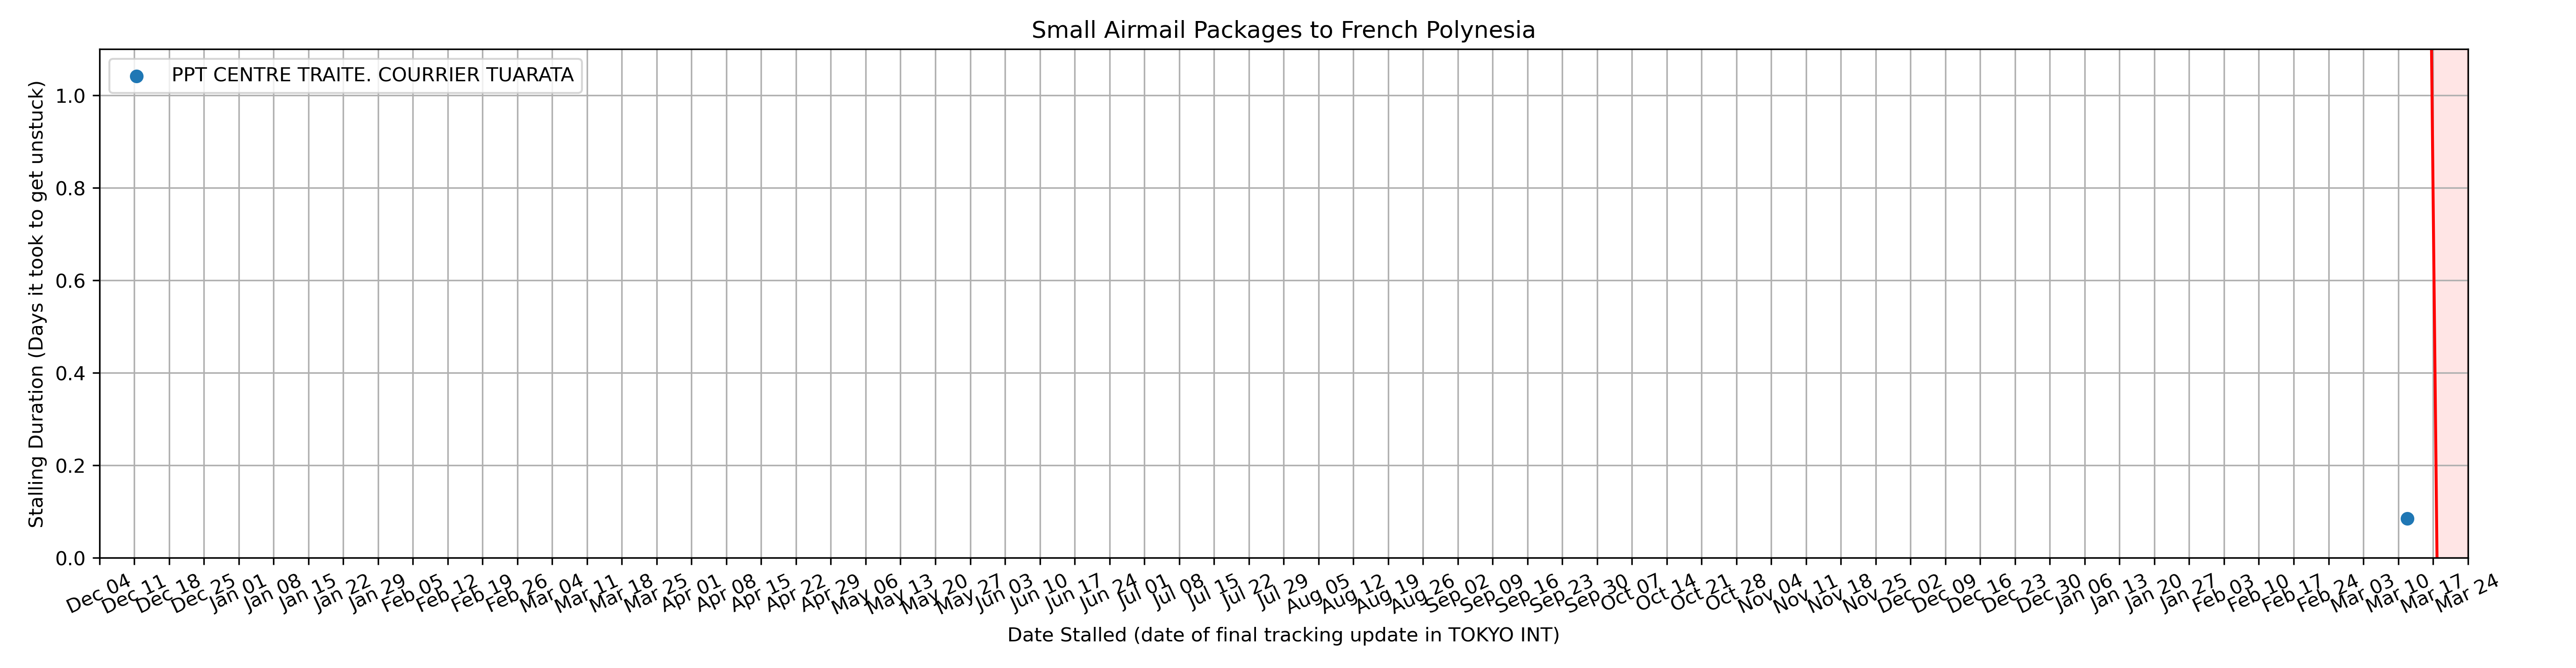 Small Airmail Packages to French Polynesia
PPT CENTRE TRAITE. COURRIER TUARATA
Stalling Duration (Days it took to get unstuck)
1.0
0.8
0.6
0.4
0.2
0.0
Dec 04 Dec 11 Dec 18 Dec 25 Jan 01 Jan 08 Jan 15 Jan 22 Jan 29 Feb 05 Feb 12 Feb 19 Feb 26 Mar 04 Mar 11 Mar 18 Mar 25 Apr 01 Apr 08 Apr 15 Apr 22 Apr 29 May 06 May 13 May 20 May 27 Jun 03 Jun 10 Jun 17 Jun 24 Jul 01 Jul 08 Jul 15 Jul 22 Jul 29 Aug 05 Aug 12 Aug 19 Aug 26 Sep 02 Sep 09 Sep 16 Sep 23 Sep 30 Oct 07 Oct 14 Oct 21 Oct 28 Nov 04 Nov 11 Nov 18 Nov 25 Dec 02 Dec 09 Dec 16 Dec 23 Dec 30 Jan 06 Jan 13 Jan 20 Jan 27 Feb 03 Feb 10 Feb 17 Feb 24 Mar 03 Mar 10 Mar 17 Mar 24
Date Stalled (date of final tracking update in TOKYO INT)